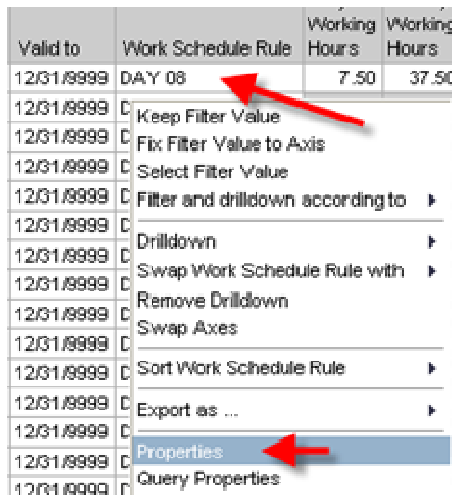 Working Working
Valid to Work Schedule Rule Hours Hours
12/31/9999 DAY 08 7.50 37.50
12/31/9999 D
Keep Filter Value
12/31/9999 D
Fix Filter Value to Axis
12/31/9999 D
Select Filter Value
12/31/9999 D
Filter and drilldown according to
12/31/9999 D
12/31/9999 D
Drilldown
12/31/9999 D
Swap Work Schedule Rule with
12/31/9999 D
Remove Drilldown
12/31/9999 D
Swap Axes
12/31/9999 D
Sort Work Schedule Rule
12/31/9999 D
12/31/9999 D
Export as ...
12/31/9999 D
12/31/9999 D
Properties
12/31/9999 D
Query Properties